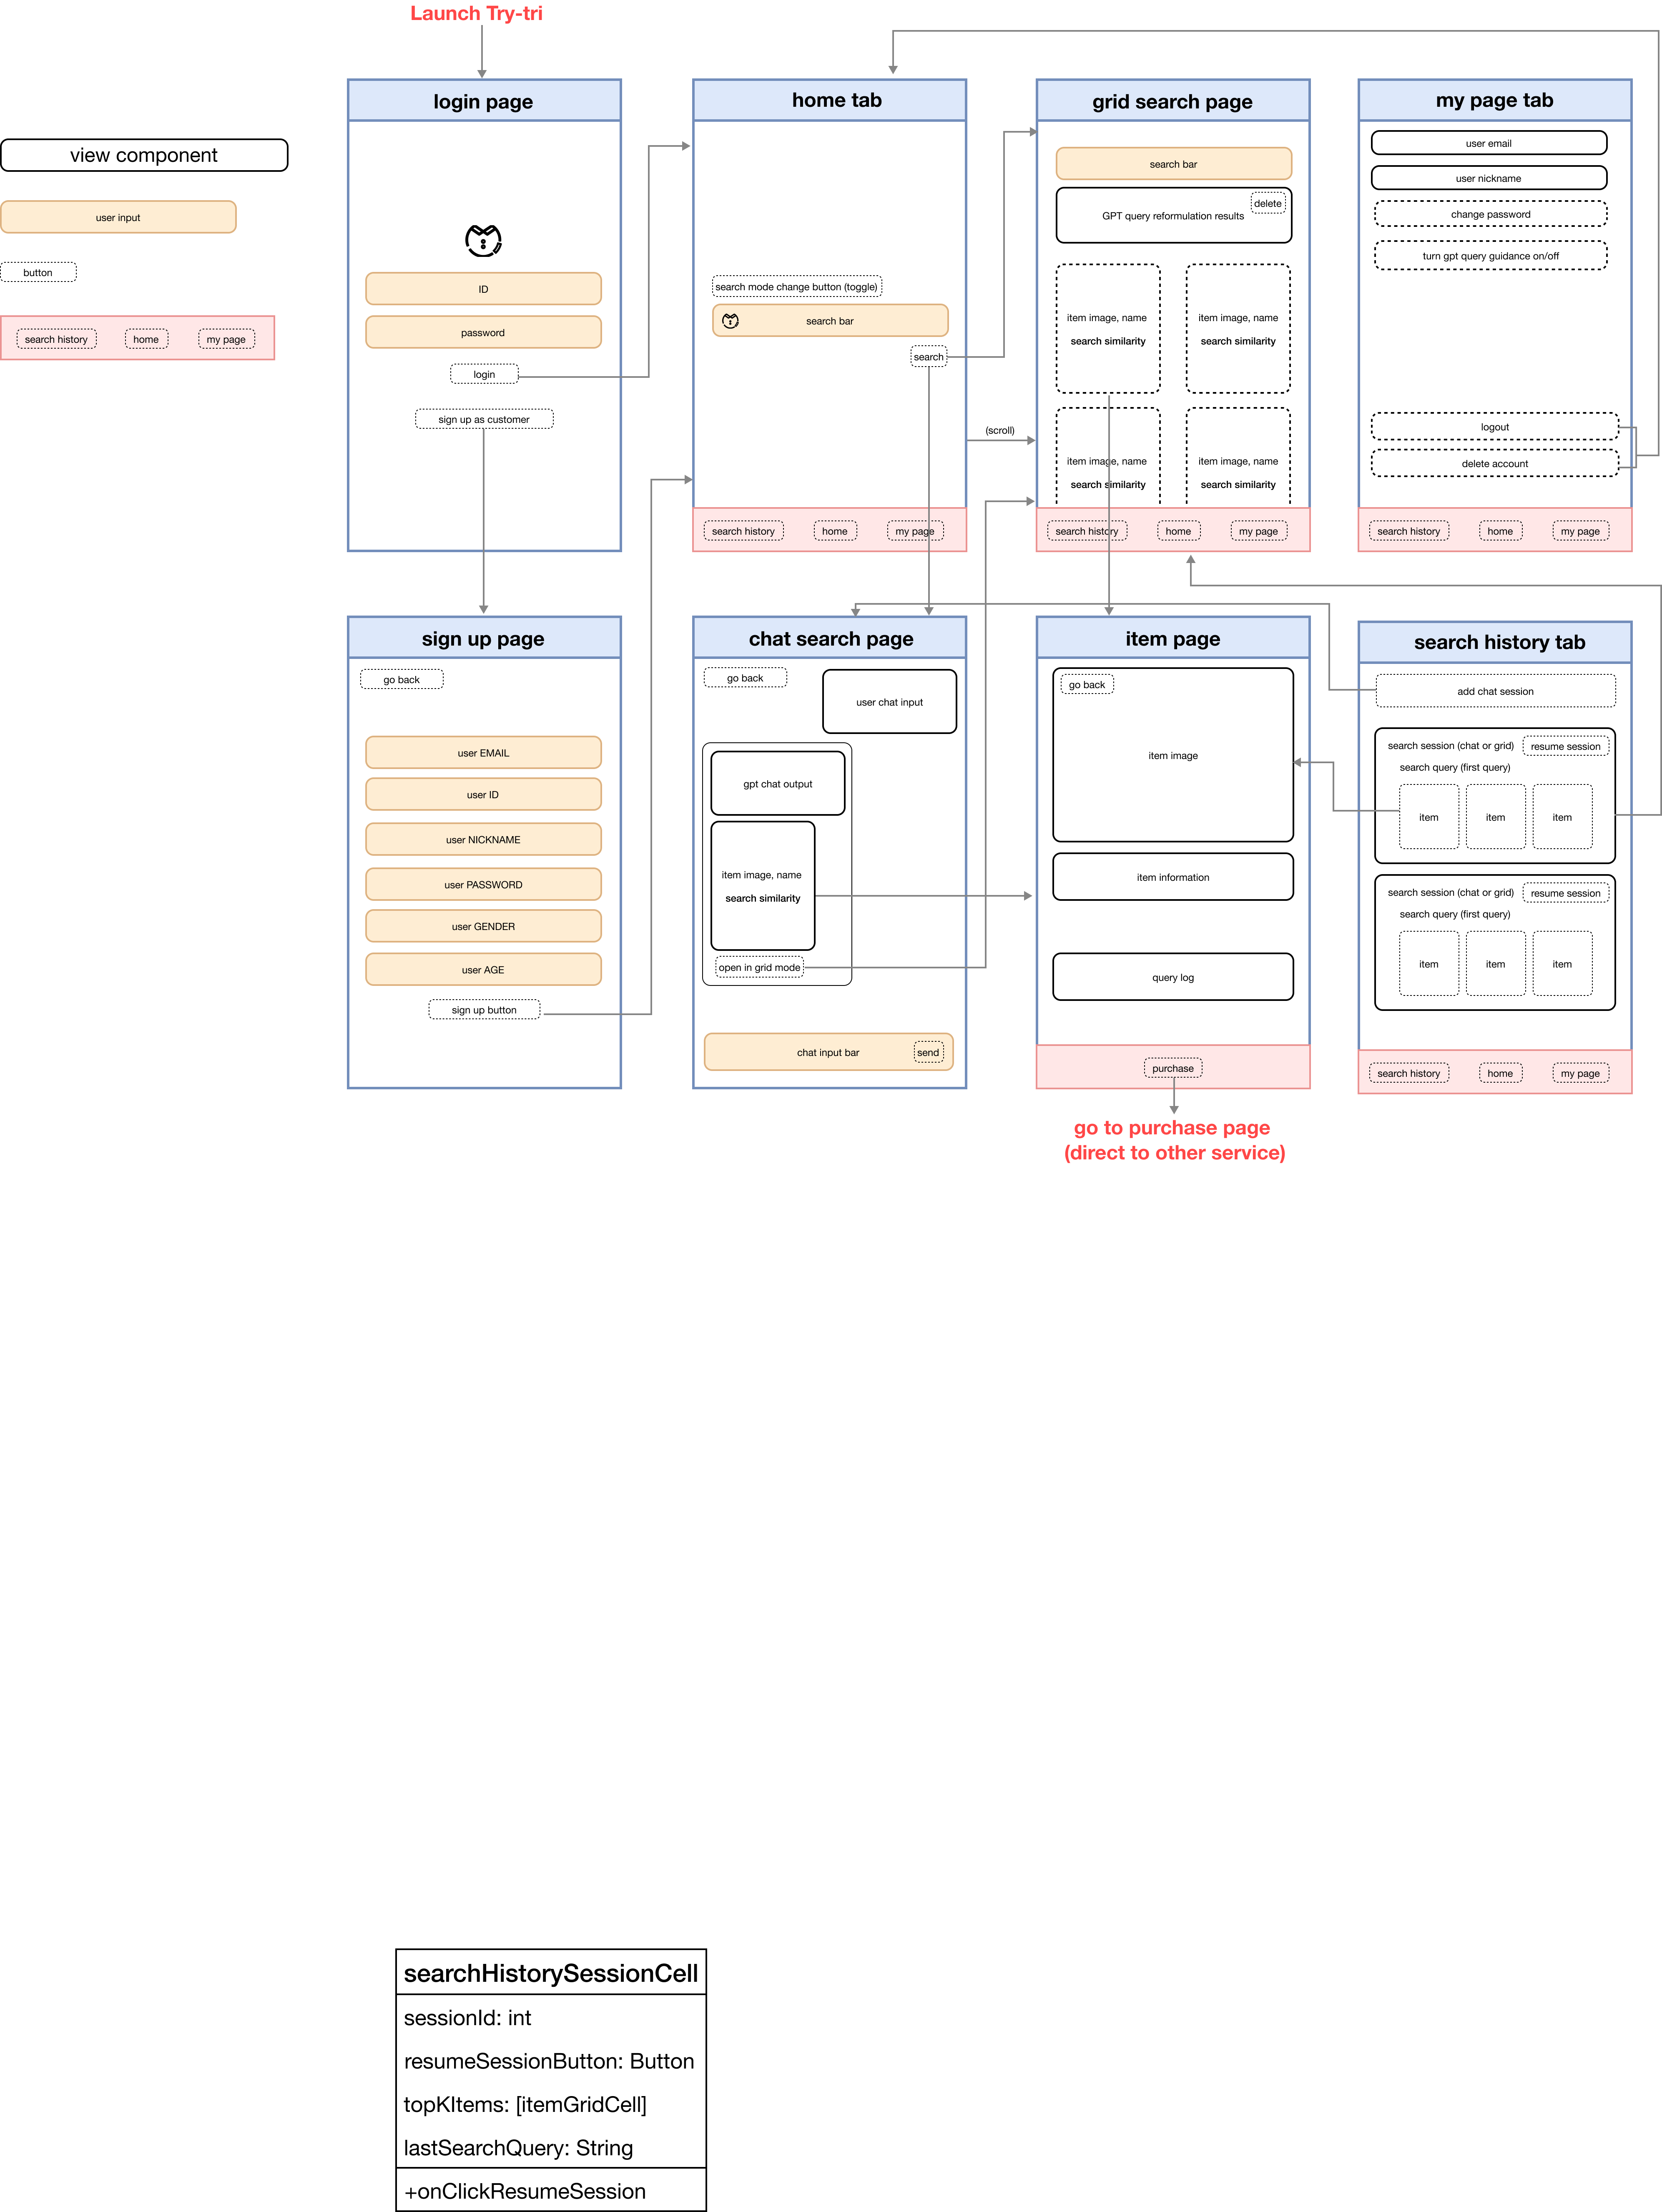 Launch Try-tri
view component
user input
button
search history
home
my page
login page
ID
password
login
sign up as customer
home tab
search mode change button (toggle)
search bar
search
search history
home
my page
(scroll)
grid search page
search bar
delete
GPT query reformulation results
item image, name
search similarity
item image, name
search similarity
item image, name
search similarity
item image, name
search similarity
search history
home
my page
my page tab
user email
user nickname
change password
turn gpt query guidance on/off
logout
delete account
search history
home
my page
sign up page
go back
user EMAIL
user ID
user NICKNAME
user PASSWORD
user GENDER
user AGE
sign up button
chat search page
go back
user chat input
gpt chat output
item image, name
search similarity
open in grid mode
chat input bar
send
item page
go back
item image
item information
query log
purchase
go to purchase page
(direct to other service)
search history tab
add chat session
search session (chat or grid)
resume session
search query (first query)
item
item
item
search session (chat or grid)
resume session
search query (first query)
item
item
item
search history
home
my page
searchHistorySessionCell
sessionId: int
resumeSessionButton: Button
topKItems: [itemGridCell]
lastSearchQuery: String
+onClickResumeSession